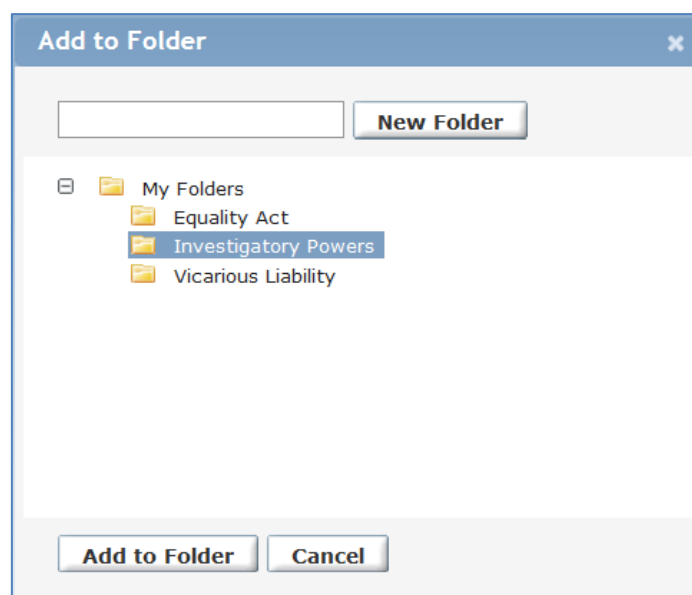 Add to Folder
New Folder
My Folders
Equality Act
Investigatory Powers
Vicarious Liability
Add to Folder Cancel